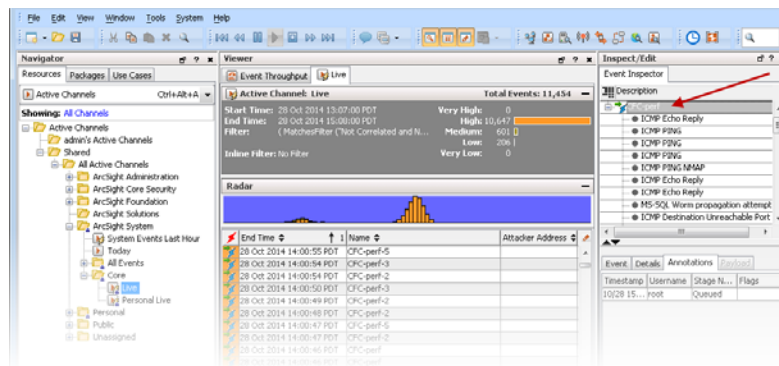 File Edit View Window Tools System Help
Navigator
Resources Packages Use Cases
Active Channels Ctrl+Alt+A
Showing: All Channels
Active Channels
admin's Active Channels
Shared
All Active Channels
ArcSight Administration
ArcSight Core Security
ArcSight Foundation
ArcSight Solutions
ArcSight System
System Events Last Hour
Today
All Events
Core
Live
Personal Live
Personal
Public
Unassigned
Viewer
Event Throughput Live
Active Channel: Live Total Events: 11,454
Start Time: 28 Oct 2014 13:07:00 PDT Very High: 0
End Time: 28 Oct 2014 15:08:00 PDT High: 10,647
Filter: ( MatchesFilter ("Not Correlated and N... Medium: 601
Low: 206
Inline Filter: No Filter Very Low: 0
Radar
End Time 1 Name Attacker Address
28 Oct 2014 14:00:55 PDT CFC-perf-5
28 Oct 2014 14:00:54 PDT CFC-perf-3
28 Oct 2014 14:00:54 PDT CFC-perf-2
28 Oct 2014 14:00:50 PDT CFC-perf-3
28 Oct 2014 14:00:49 PDT CFC-perf-2
28 Oct 2014 14:00:48 PDT CFC-perf-2
28 Oct 2014 14:00:47 PDT CFC-perf-5
28 Oct 2014 14:00:47 PDT CFC-perf-2
28 Oct 2014 14:00:46 PDT CFC-perf
Inspect/Edit
Event Inspector
Description
CFC-perf
ICMP Echo Reply
ICMP PING
ICMP PING
ICMP PING
ICMP PING NMAP
ICMP Echo Reply
ICMP Echo Reply
MS-SQL Worm propagation attempt
ICMP Destination Unreachable Port
Event Details Annotations Payload
Timestamp Username Stage N... Flags
10/28 15... root Queued